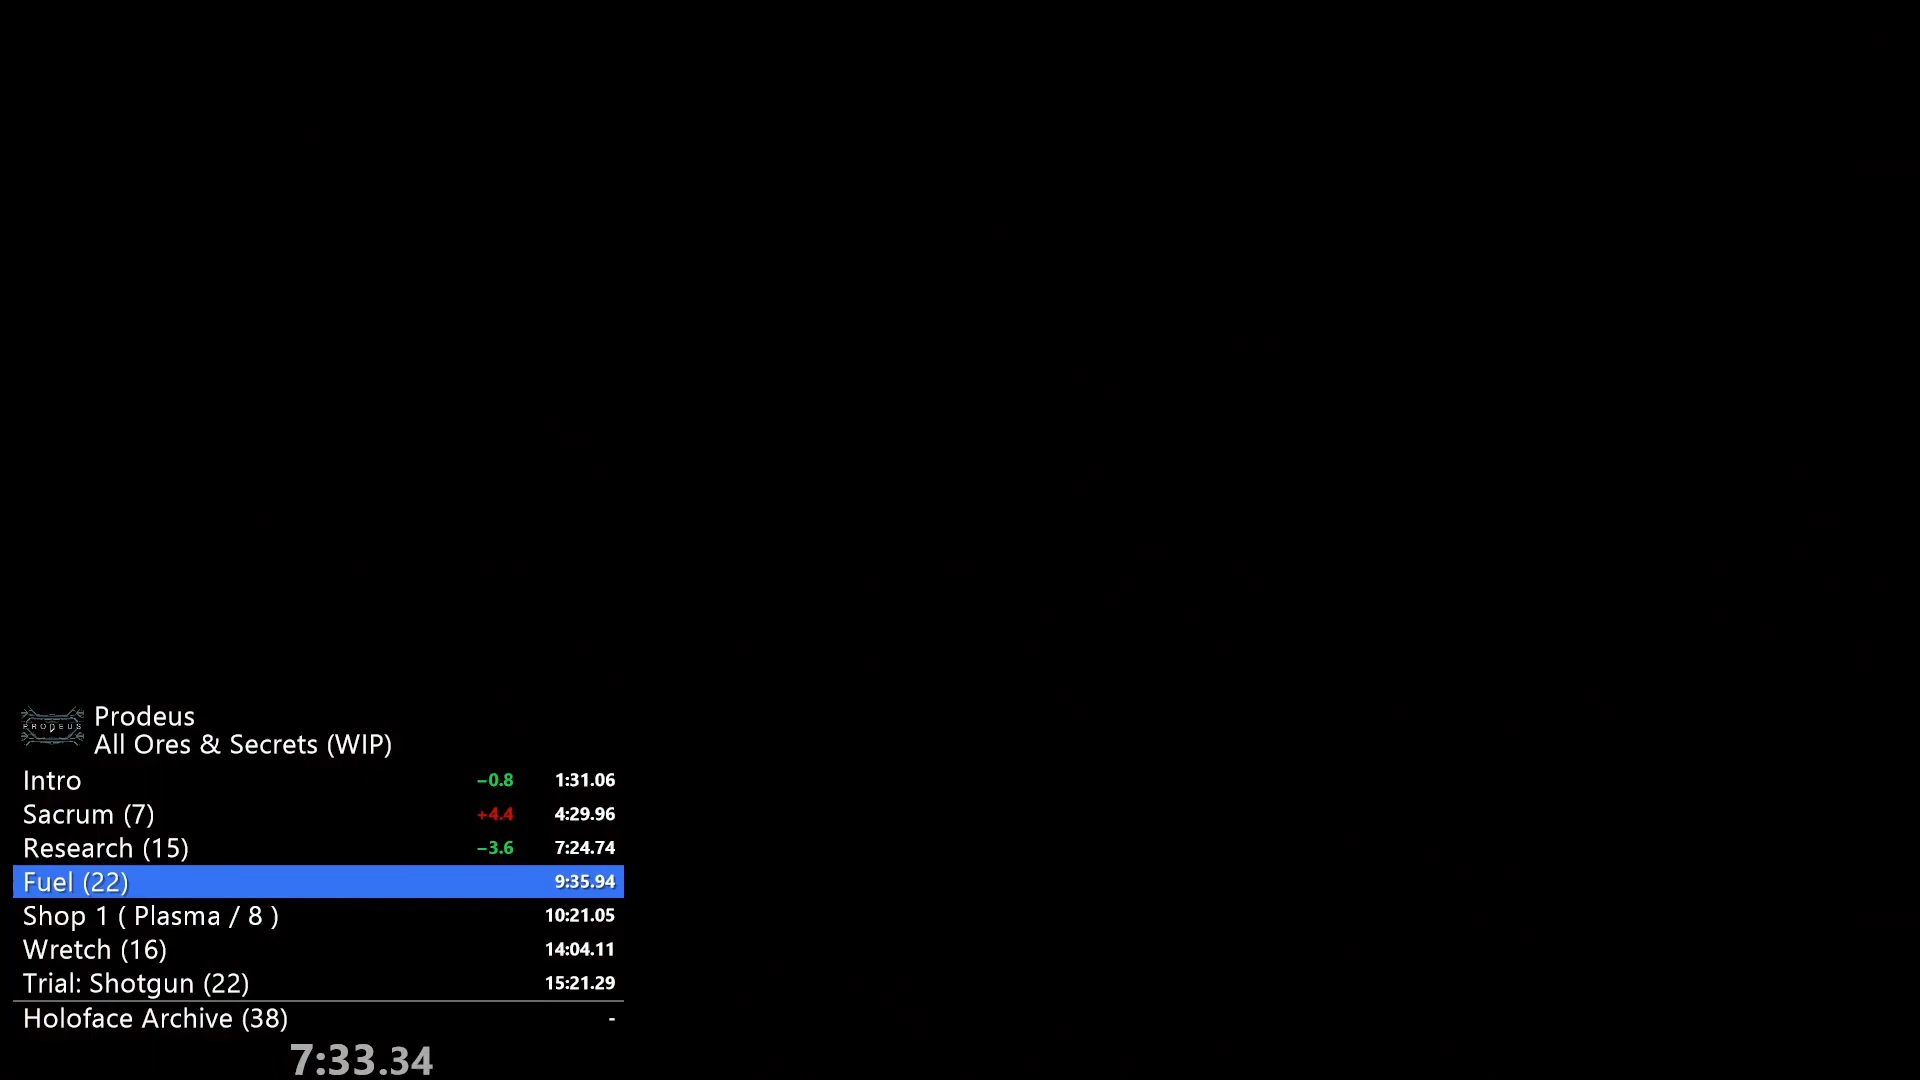 PRODEUS
Prodeus
All Ores & Secrets (WIP)
Intro −0.8 1:31.06
Sacrum (7) +4.4 4:29.96
Research (15) −3.6 7:24.74
Fuel (22) 9:35.94
Shop 1 ( Plasma / 8 ) 10:21.05
Wretch (16) 14:04.11
Trial: Shotgun (22) 15:21.29
Holoface Archive (38) -
7:33.34